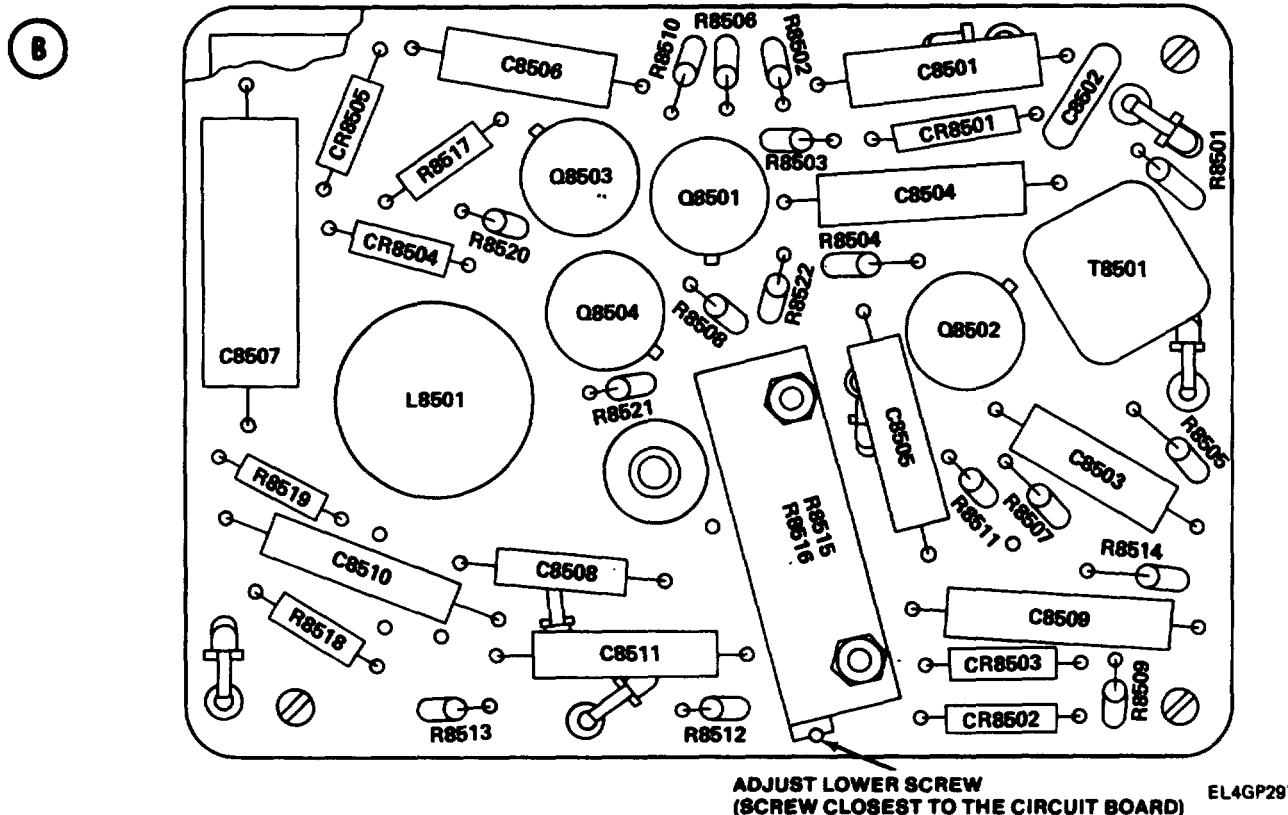 B
R8506
R8510
R8502
C8506
C8501
C8502
CR8505
CR8501
R8501
R8517
R8503
Q8503
Q8501
C8504
R8520
CR8504
R8504
T8501
R8522
Q8504
R8508
Q8502
C8507
L8501
R8521
C8505
R8505
C8503
R8519
R8515
R8516
R8511
R8507
R8514
C8510
C8508
C8509
R8518
C8511
CR8503
R8509
CR8502
R8513
R8512
ADJUST LOWER SCREW
(SCREW CLOSEST TO THE CIRCUIT BOARD)
EL4GP29